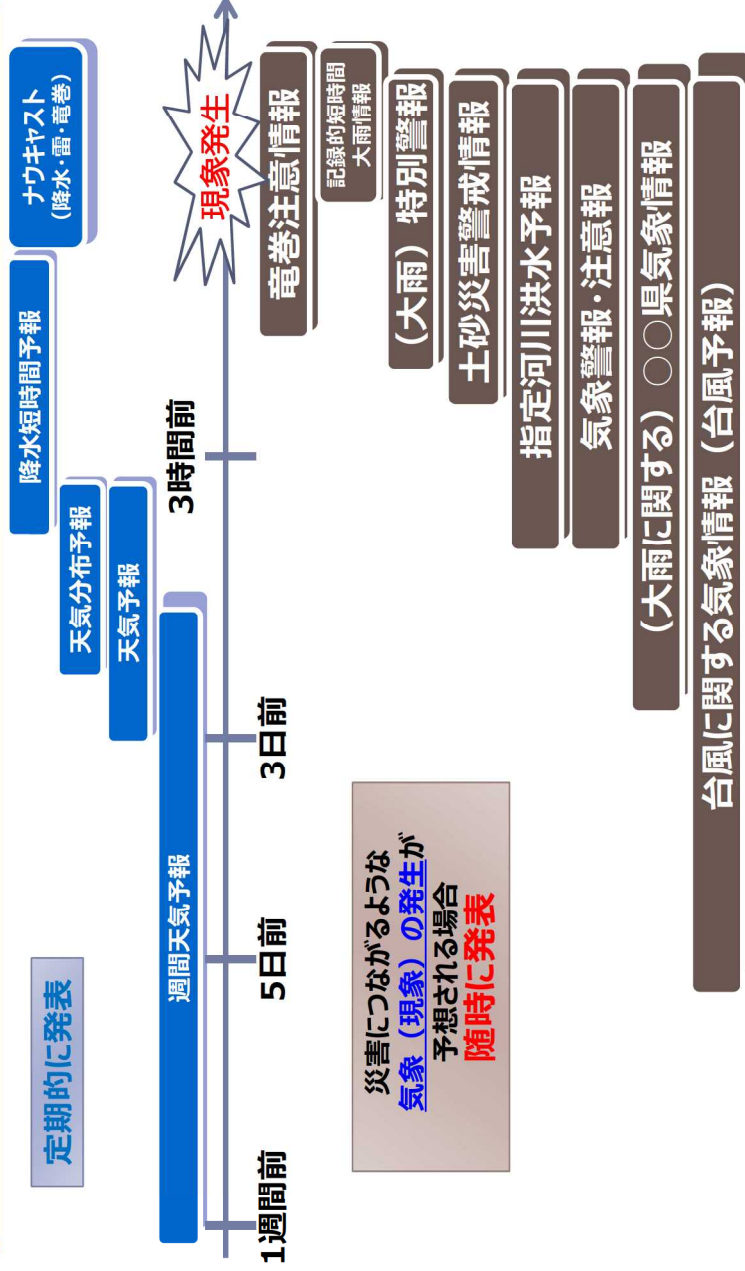 定期的に発表
週間天気予報
天気予報
天気分布予報
降水短時間予報
ナウキャスト
(降水・雷・竜巻)
1週間前
5日前
3日前
3時間前
現象発生
災害につながるような
気象(現象)の発生が
予想される場合
随時に発表
竜巻注意情報
記録的短時間
大雨情報
(大雨)特別警報
土砂災害警戒情報
指定河川洪水予報
気象警報・注意報
(大雨に関する)○○県気象情報
台風に関する気象情報(台風予報)